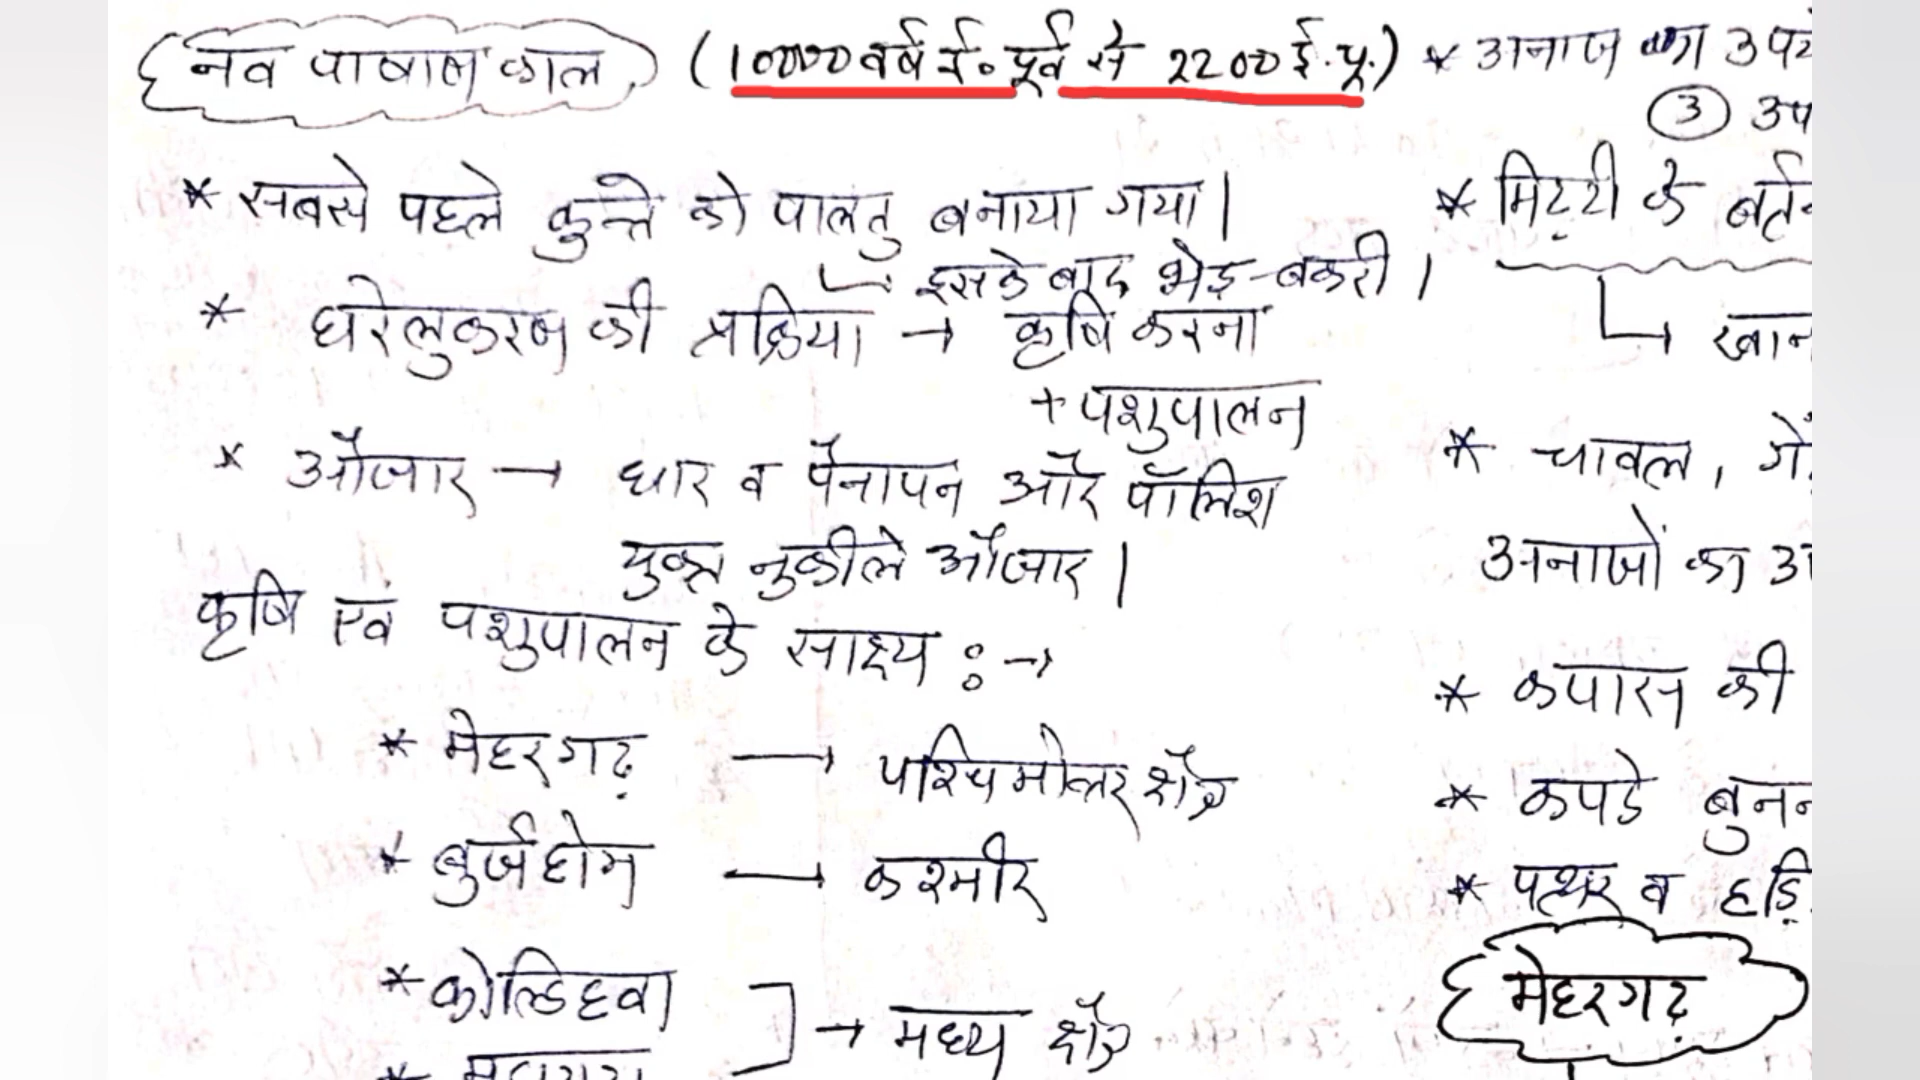 नव पाषाण काल (10000 वर्ष ई० पूर्व से 2200 ई.पू.)
* सबसे पहले कुत्ते को पालतु बनाया गया।
इसके बाद भेड़-बकरी।
* घरेलुकरण की प्रक्रिया → कृषि करना
+ पशुपालन
* औजार → धार व पैनापन और पॉलिश
युक्त नुकीले औजार।
कृषि एवं पशुपालन के साक्ष्य :→
* मेहरगढ़ → पश्चिमोत्तर क्षेत्र
* बुर्जहोम → कश्मीर
* कोल्डिहवा
→ मध्य क्षेत्र
*
* अनाज का
3
* मिट्टी के
→
* चावल,
अनाजों का
* कपास की
* कपडे
* पत्थर व
मेहरगढ़